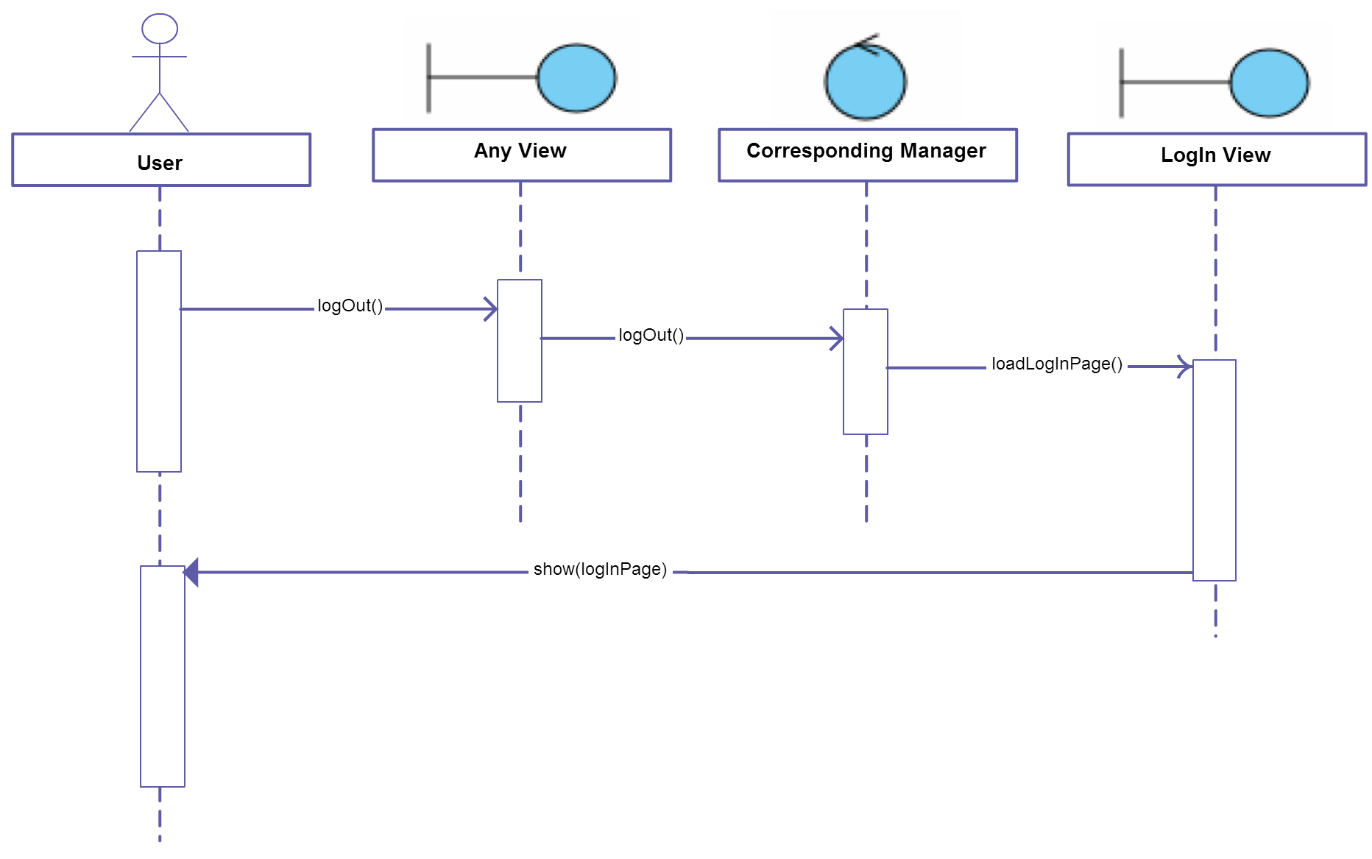 User
Any View
Corresponding Manager
LogIn View
logOut()
logOut()
loadLogInPage()
show(logInPage)